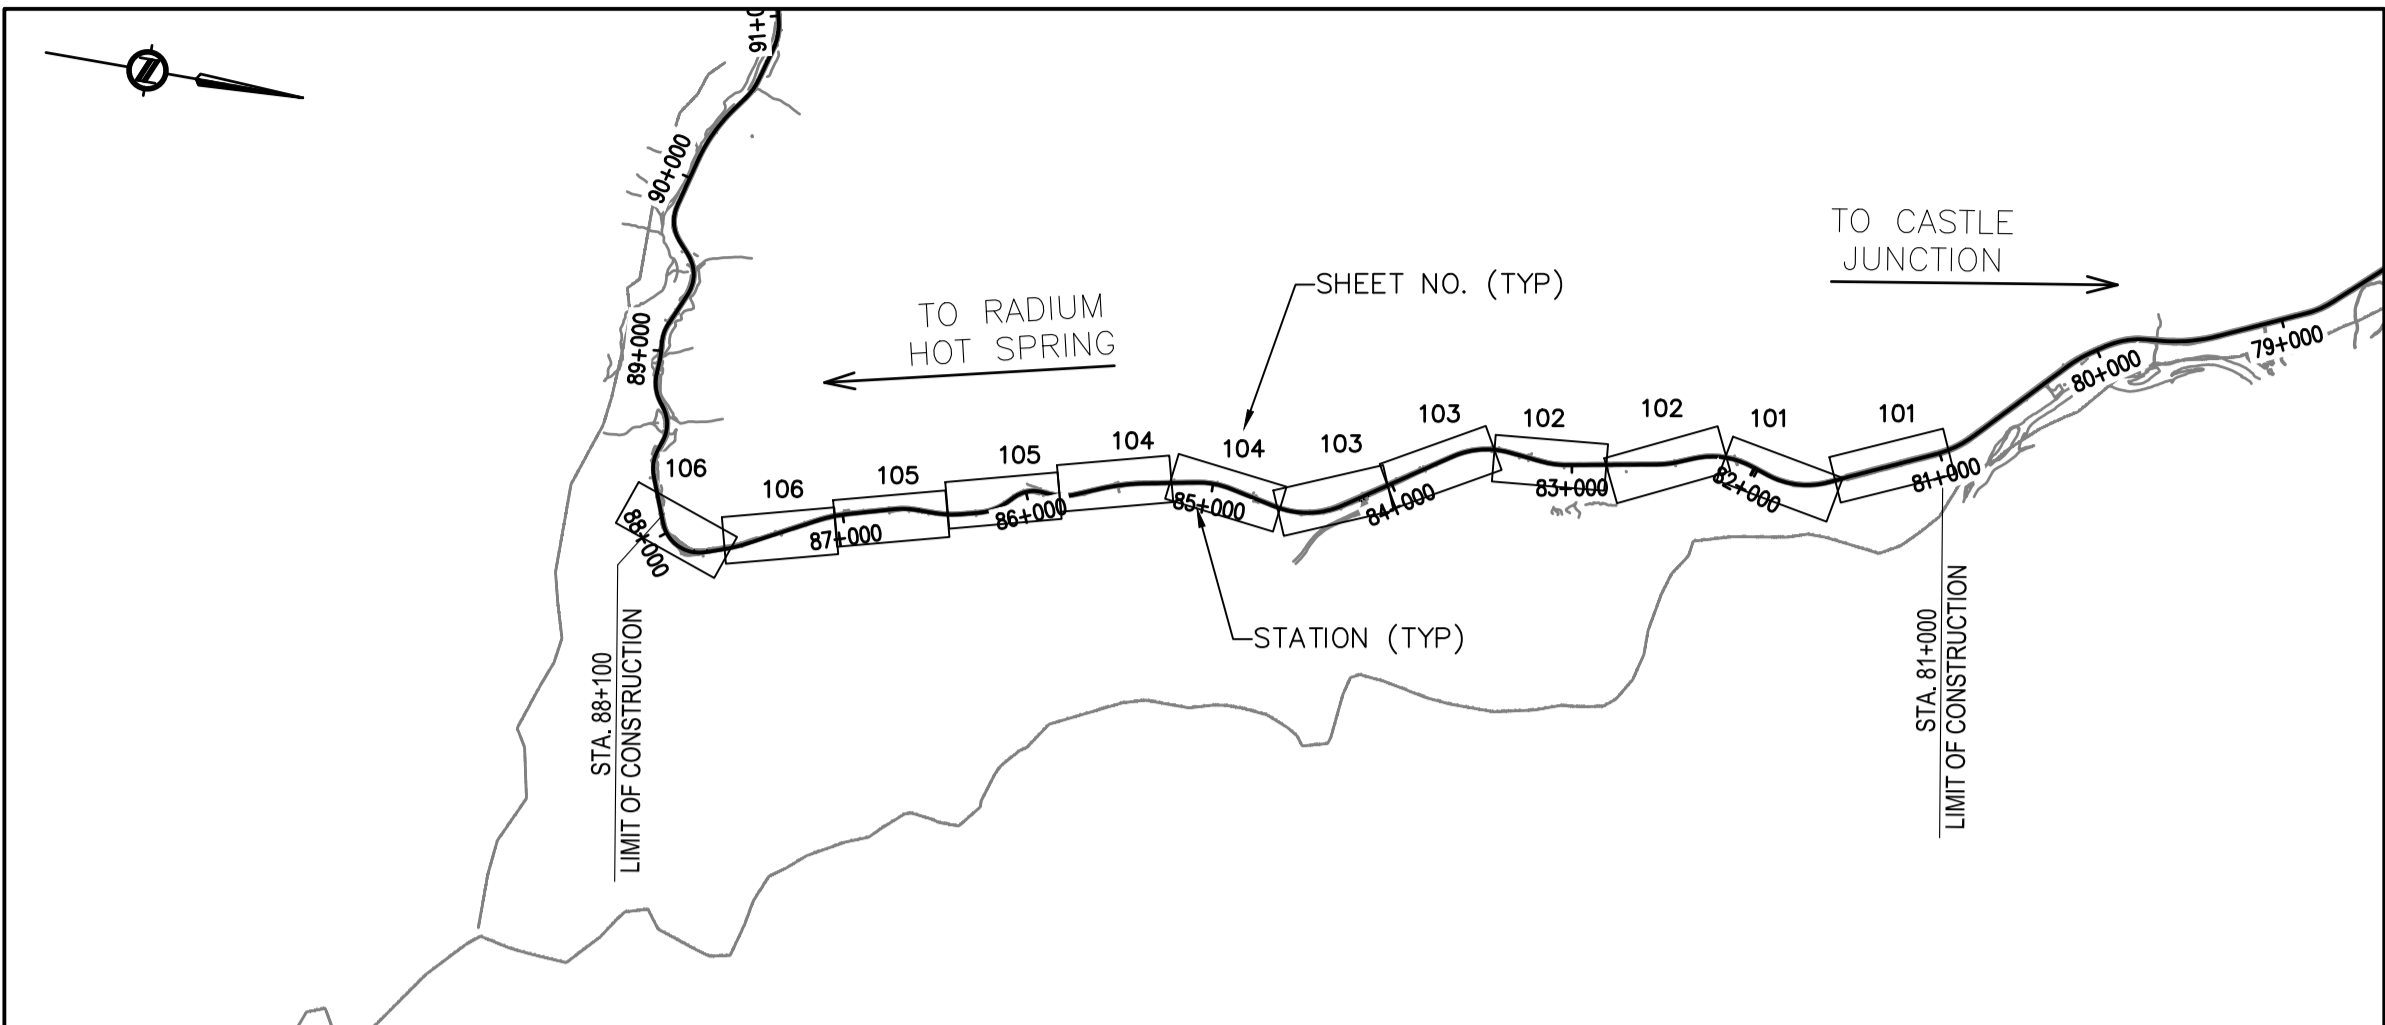 91+0
90+000
89+000
TO CASTLE
JUNCTION
SHEET NO. (TYP)
TO RADIUM
HOT SPRING
79+000
80+000
106
106
105
105
104
104
103
103
102
102
101
101
88+000
87+000
86+000
85+000
84+000
83+000
82+000
81+000
STATION (TYP)
STA. 88+100
LIMIT OF CONSTRUCTION
STA. 81+000
LIMIT OF CONSTRUCTION